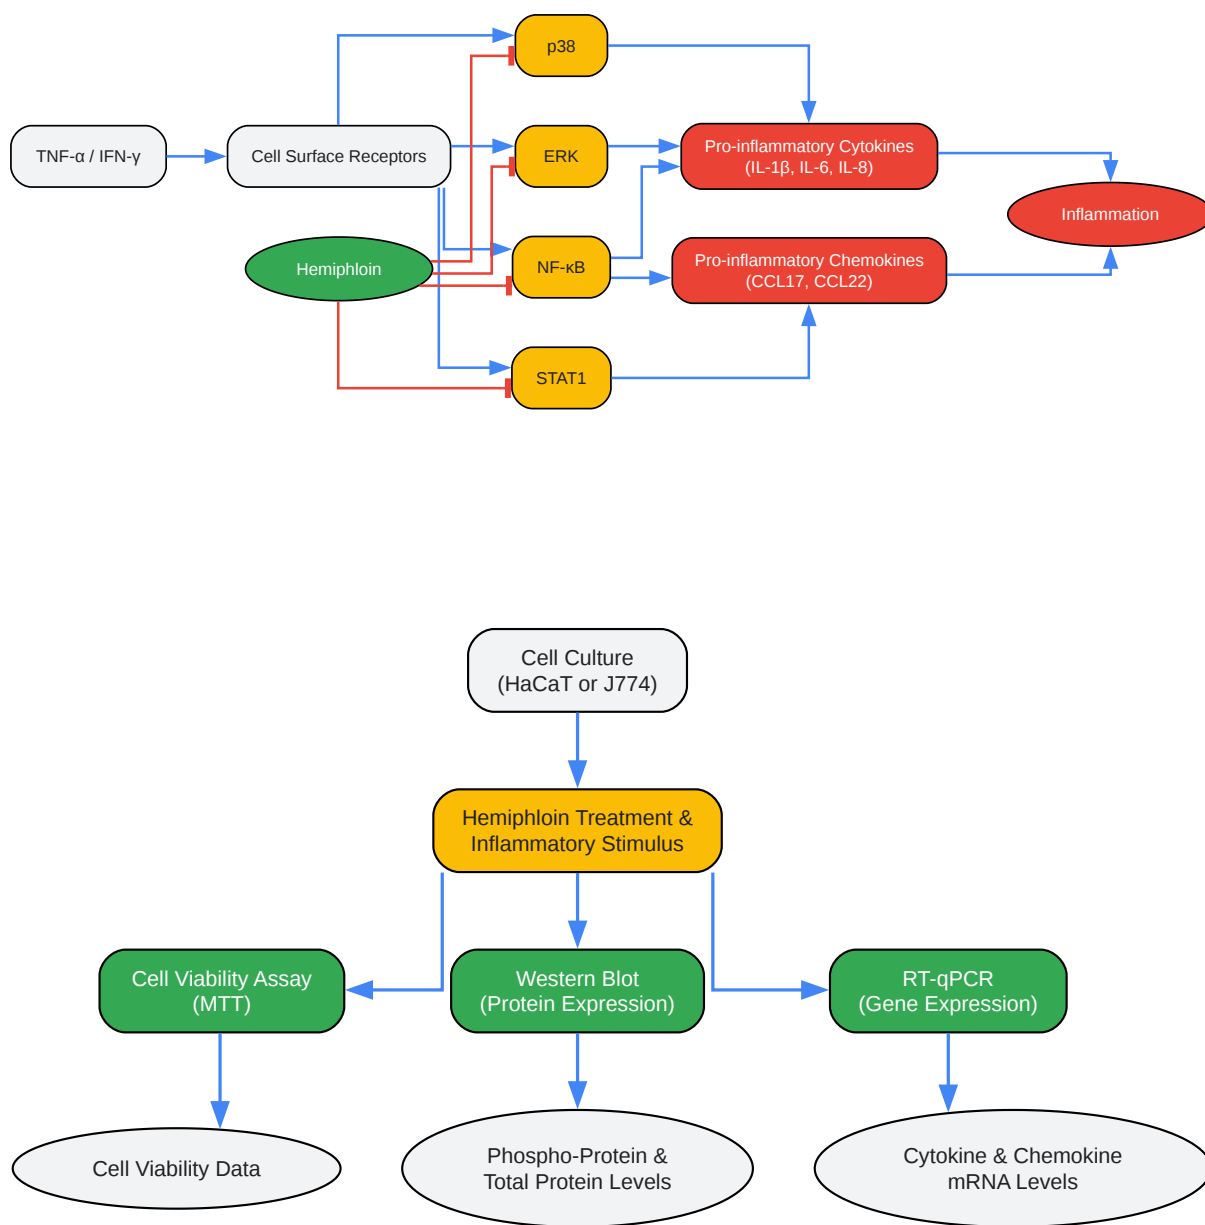 p38
TNF-α / IFN-γ
Cell Surface Receptors
ERK
Pro-inflammatory Cytokines
(IL-1β, IL-6, IL-8)
Inflammation
Hemiphloin
NF-κB
Pro-inflammatory Chemokines
(CCL17, CCL22)
STAT1
Cell Culture
(HaCaT or J774)
Hemiphloin Treatment &
Inflammatory Stimulus
Cell Viability Assay
(MTT)
Western Blot
(Protein Expression)
RT-qPCR
(Gene Expression)
Cell Viability Data
Phospho-Protein &
Total Protein Levels
Cytokine & Chemokine
mRNA Levels